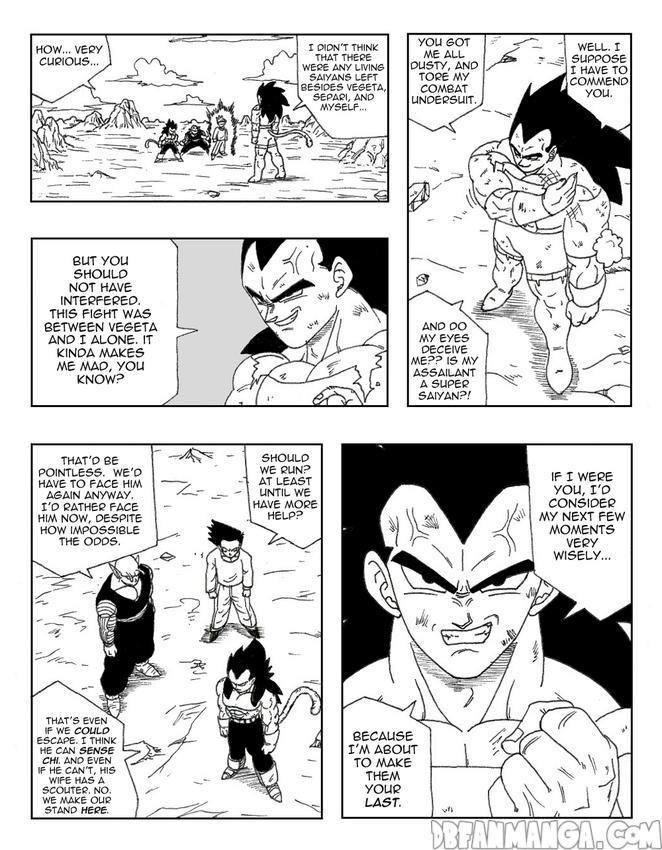 HOW... VERY
CURIOUS...
I DIDN'T THINK
THAT THERE
WERE ANY LIVING
SAIYANS LEFT
BESIDES VEGETA,
SEPARI, AND
MYSELF...
WELL. I
SUPPOSE
I HAVE TO
COMMEND
YOU.
YOU GOT
ME ALL
DUSTY, AND
TORE MY
COMBAT
UNDERSUIT.
AND DO
MY EYES
DECEIVE
ME?? IS MY
ASSAILANT
A SUPER
SAIYAN?!
BUT YOU
SHOULD
NOT HAVE
INTERFERED.
THIS FIGHT WAS
BETWEEN VEGETA
AND I ALONE. IT
KINDA MAKES
ME MAD, YOU
KNOW?
SHOULD
WE RUN?
AT LEAST
UNTIL WE
HAVE MORE
HELP?
THAT'D BE
POINTLESS. WE'D
HAVE TO FACE HIM
AGAIN ANYWAY.
I'D RATHER FACE
HIM NOW, DESPITE
HOW IMPOSSIBLE
THE ODDS.
THAT'S EVEN
IF WE COULD
ESCAPE. I THINK
HE CAN SENSE
CHI. AND EVEN
IF HE CAN'T, HIS
WIFE HAS A
SCOUTER. NO.
WE MAKE OUR
STAND HERE.
IF I WERE
YOU, I'D
CONSIDER
MY NEXT FEW
MOMENTS
VERY
WISELY...
BECAUSE
I'M ABOUT
TO MAKE
THEM
YOUR
LAST.
DBFANMANGA.COM